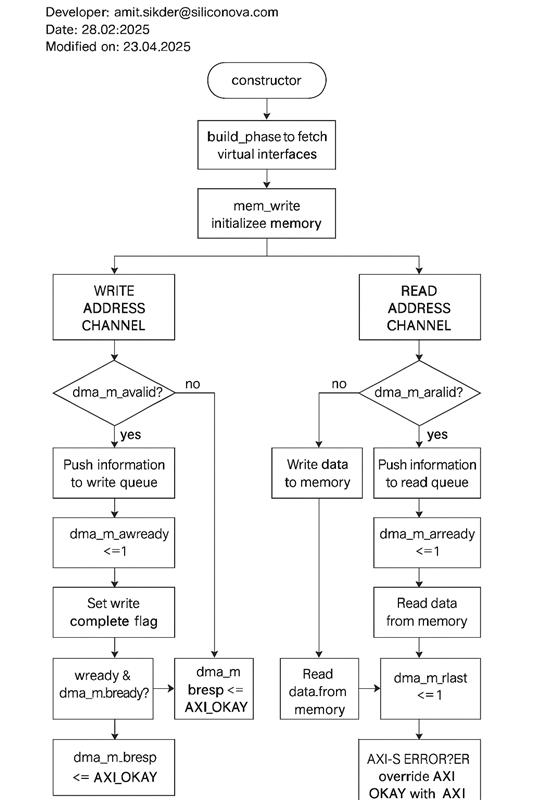 Developer: amit.sikder@siliconova.com
Date: 28.02:2025
Modified on: 23.04.2025
constructor
build_phase to fetch
virtual interfaces
mem_write
initializee memory
WRITE
ADDRESS
CHANNEL
dma_m_avalid?
no
yes
Push information
to write queue
dma_m_awready
<=1
Set write
complete flag
wready &
dma_m.bready?
dma_m
bresp <=
AXI_OKAY
dma_m.bresp
<= AXI_OKAY
READ
ADDRESS
CHANNEL
dma_m_aralid?
no
yes
Write data
to memory
Push information
to read queue
dma_m_arready
<=1
Read data
from memory
Read
data.from
memory
dma_m_rlast
<=1
AXI-S ERROR?ER
override AXI
OKAY with AXI